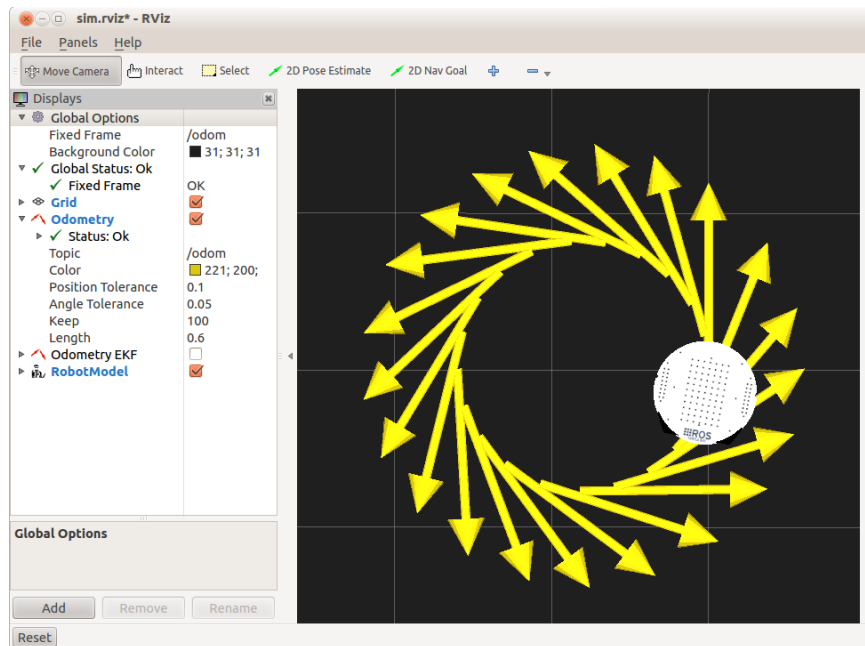 sim.rviz* - RViz
File Panels Help
Move Camera Interact Select 2D Pose Estimate 2D Nav Goal
Displays
Global Options
Fixed Frame /odom
Background Color 31; 31; 31
Global Status: Ok
Fixed Frame OK
Grid
Odometry
Status: Ok
Topic /odom
Color 221; 200;
Position Tolerance 0.1
Angle Tolerance 0.05
Keep 100
Length 0.6
Odometry EKF
RobotModel
ROS
Global Options
Add Remove Rename
Reset